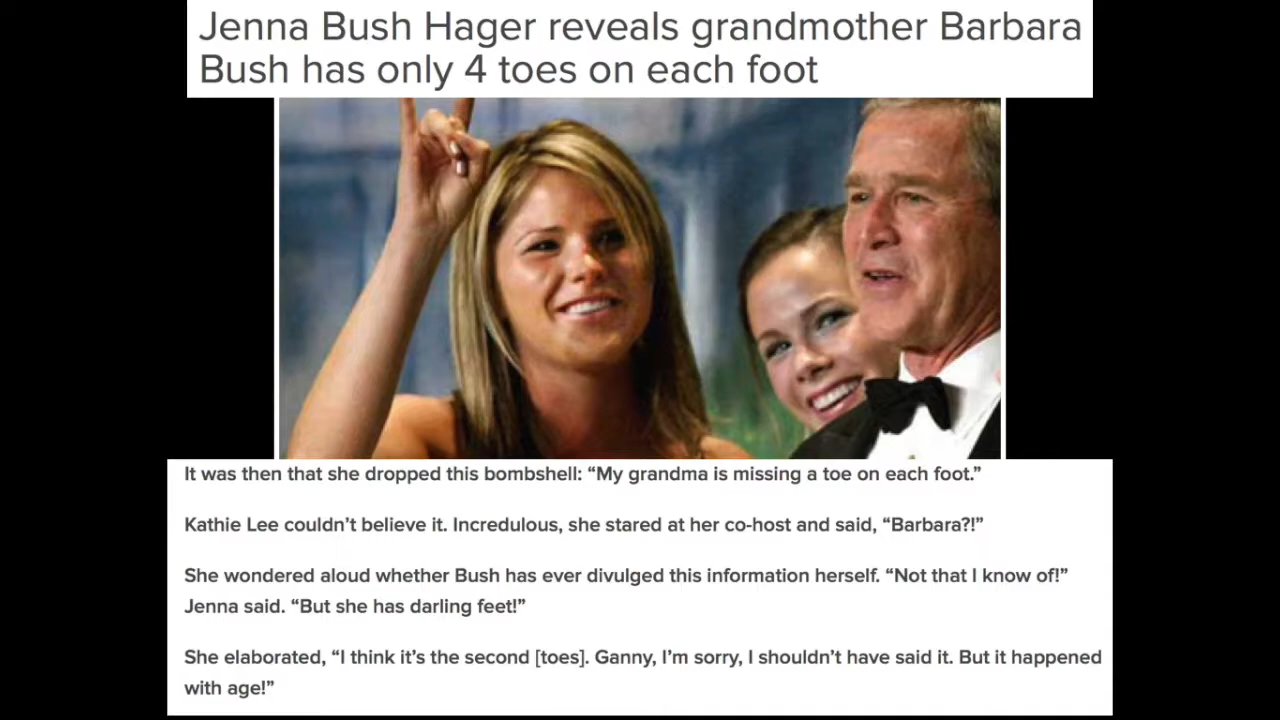 Jenna Bush Hager reveals grandmother Barbara
Bush has only 4 toes on each foot
It was then that she dropped this bombshell: “My grandma is missing a toe on each foot.”
Kathie Lee couldn’t believe it. Incredulous, she stared at her co-host and said, “Barbara?!”
She wondered aloud whether Bush has ever divulged this information herself. “Not that I know of!”
Jenna said. “But she has darling feet!”
She elaborated, “I think it’s the second [toes]. Ganny, I’m sorry, I shouldn’t have said it. But it happened
with age!”